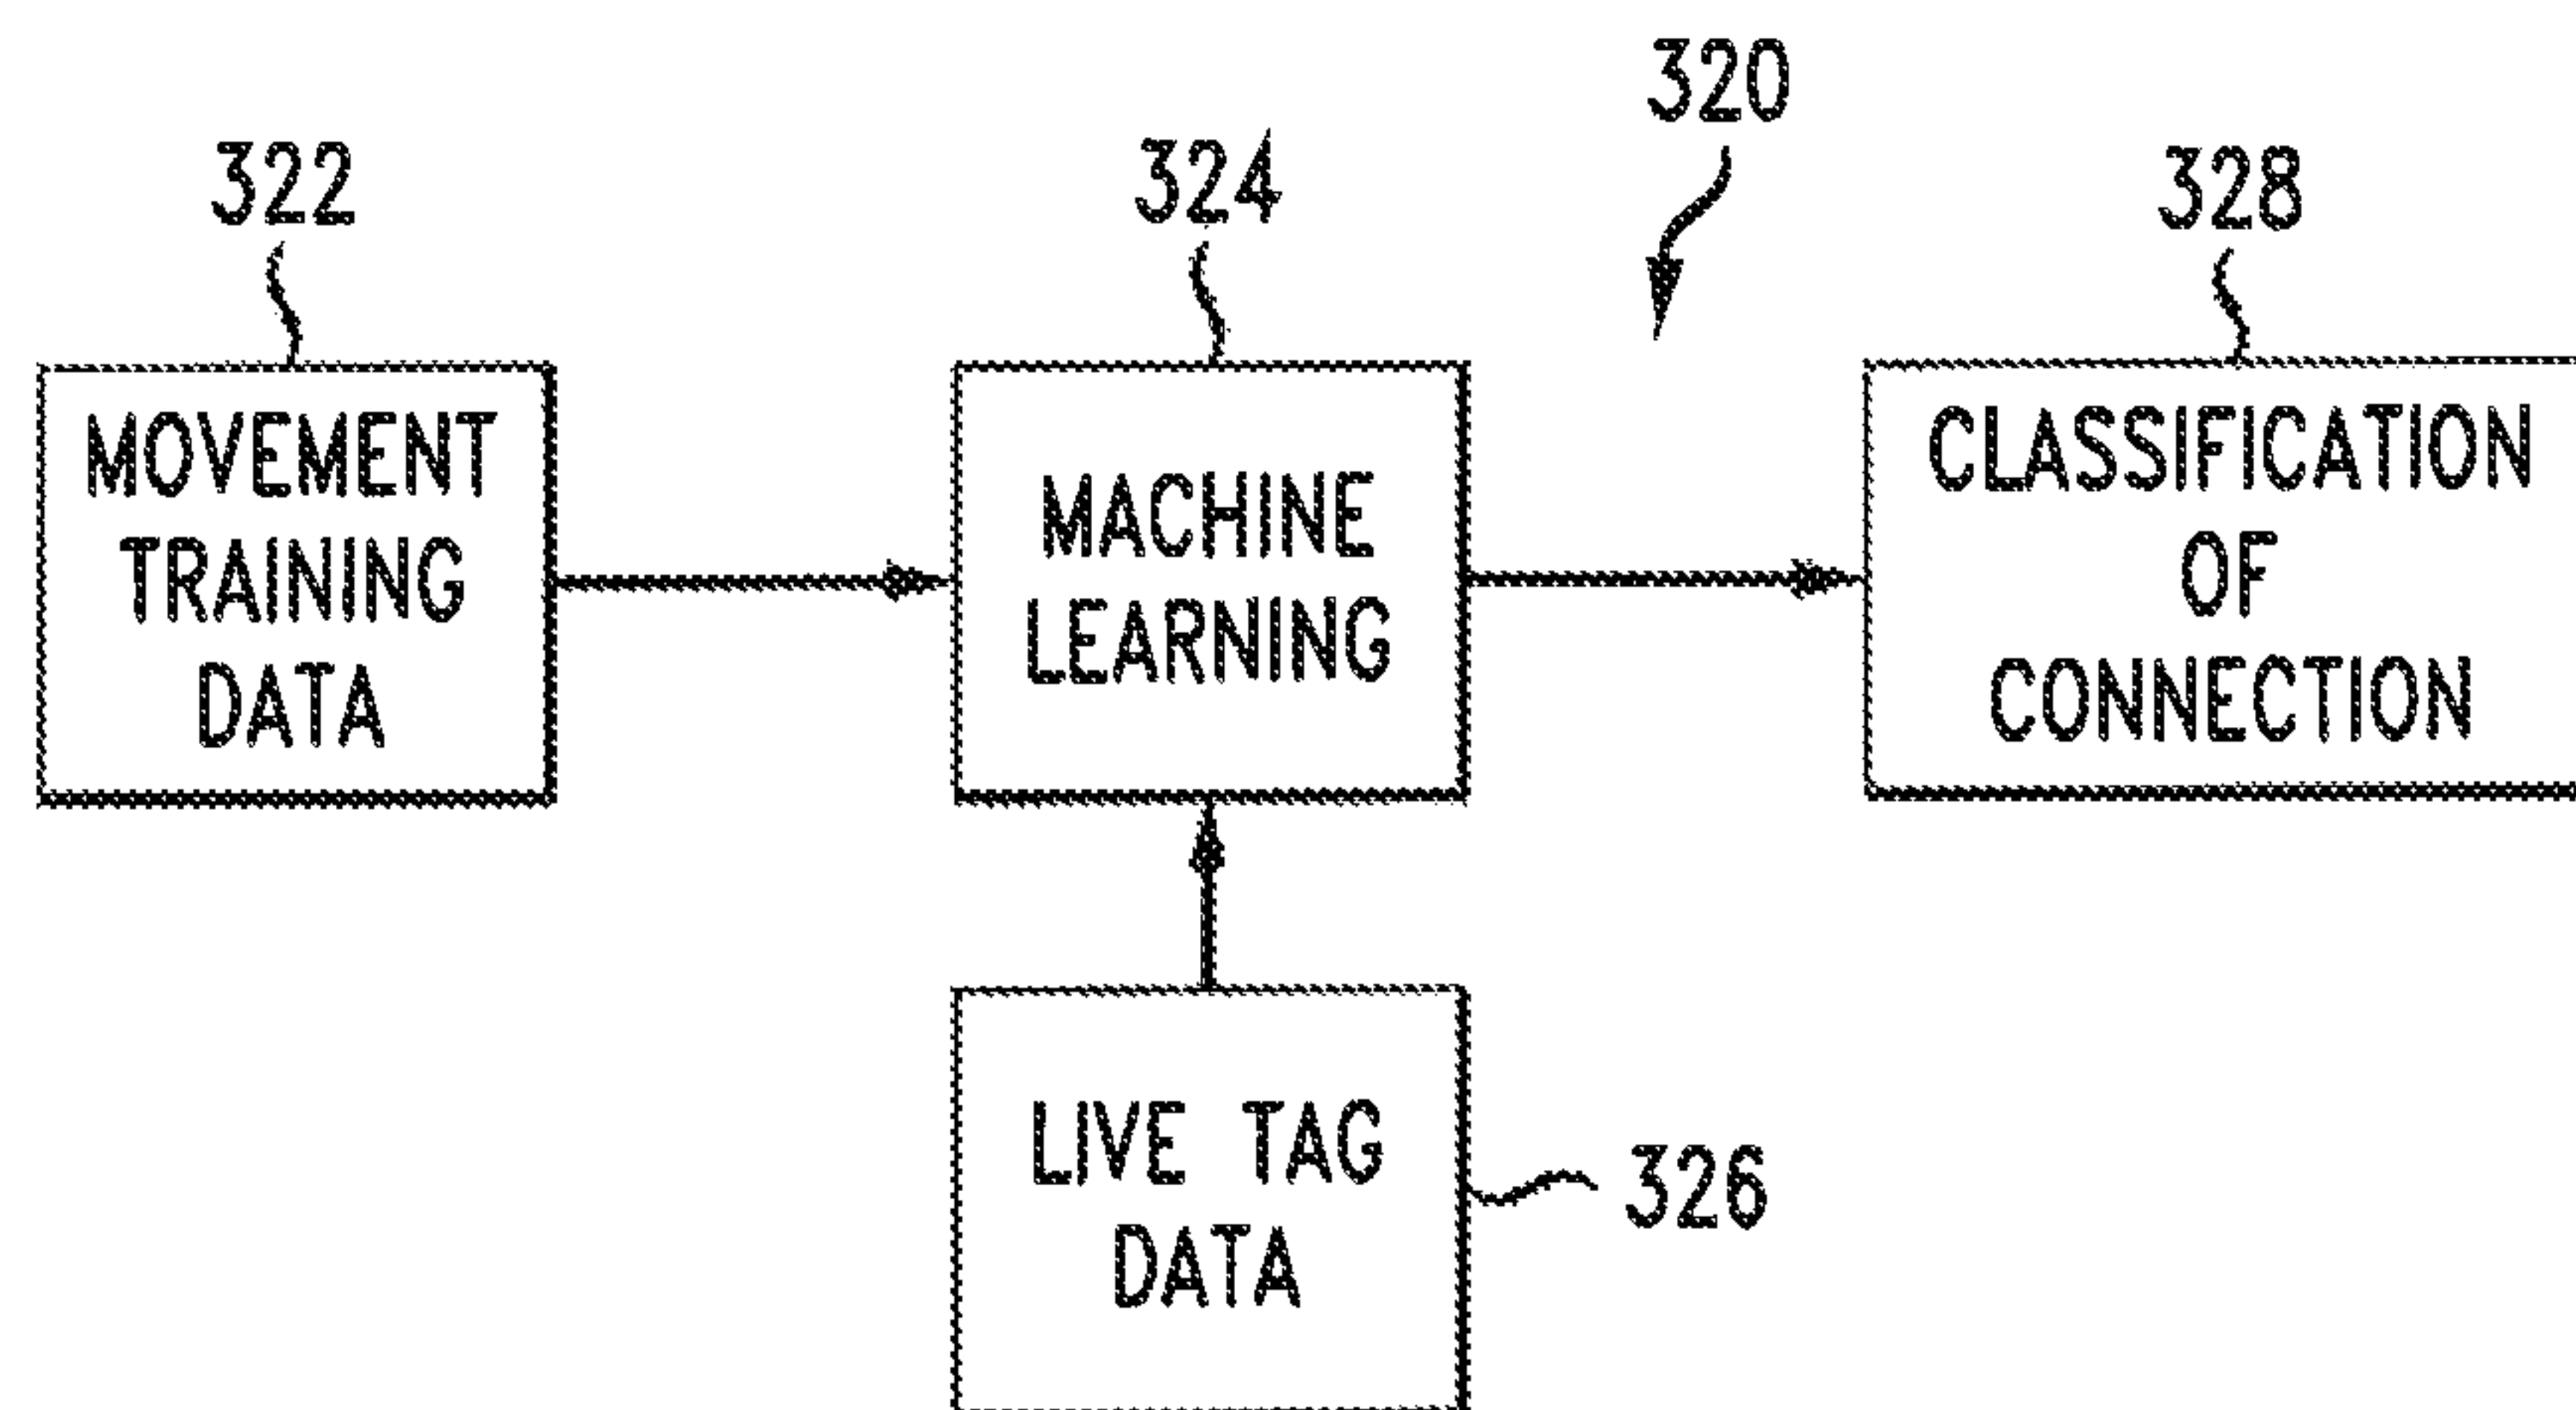 320
322
324
328
MOVEMENT
TRAINING
DATA
MACHINE
LEARNING
CLASSIFICATION
OF
CONNECTION
LIVE TAG
DATA
326